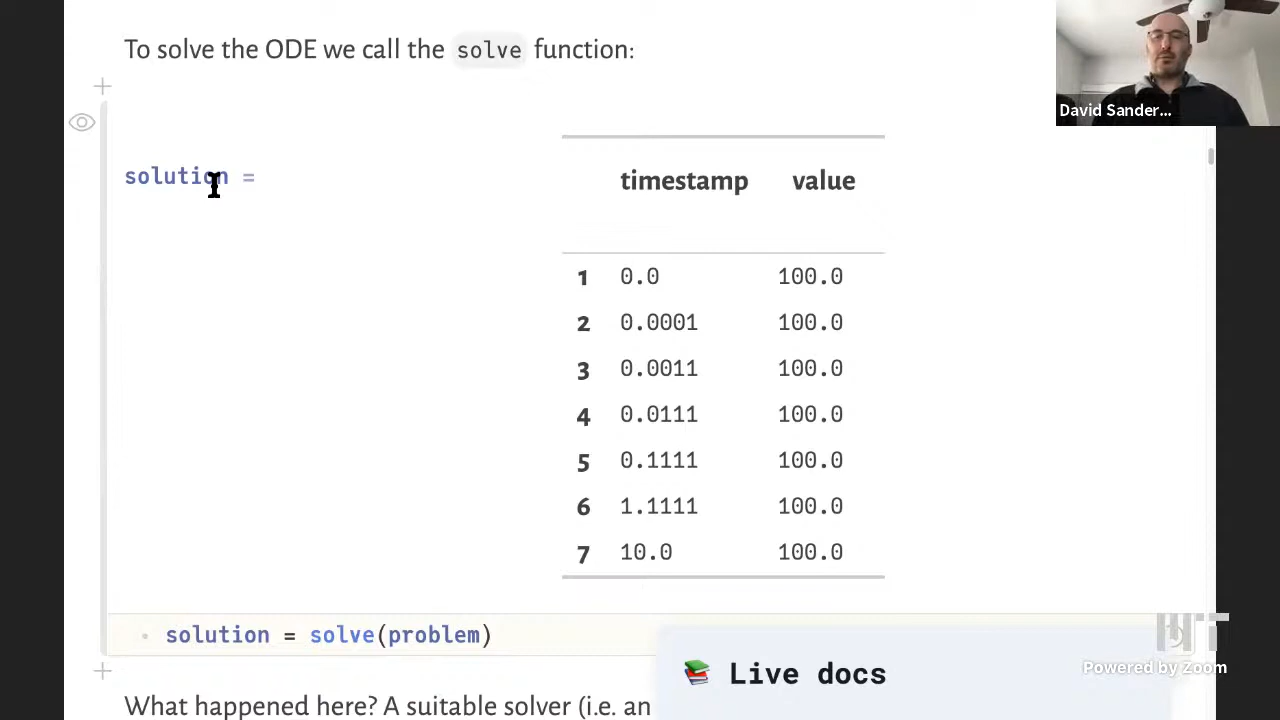 To solve the ODE we call the solve function:
David Sander...
solution =
timestamp value
1 0.0 100.0
2 0.0001 100.0
3 0.0011 100.0
4 0.0111 100.0
5 0.1111 100.0
6 1.1111 100.0
7 10.0 100.0
solution = solve(problem)
MIT
Powered by Zoom
Live docs
What happened here? A suitable solver (i.e. an